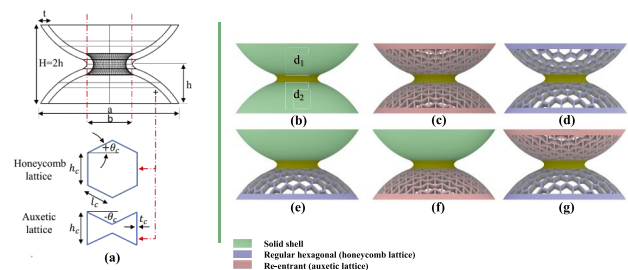 t
H=2h
h
a
b
+θc
Honeycomb
lattice
hc
lc
Auxetic
lattice
hc
-θc
tc
(a)
d1
d2
(b)
(c)
(d)
(e)
(f)
(g)
Solid shell
Regular hexagonal (honeycomb lattice)
Re-entrant (auxetic lattice)